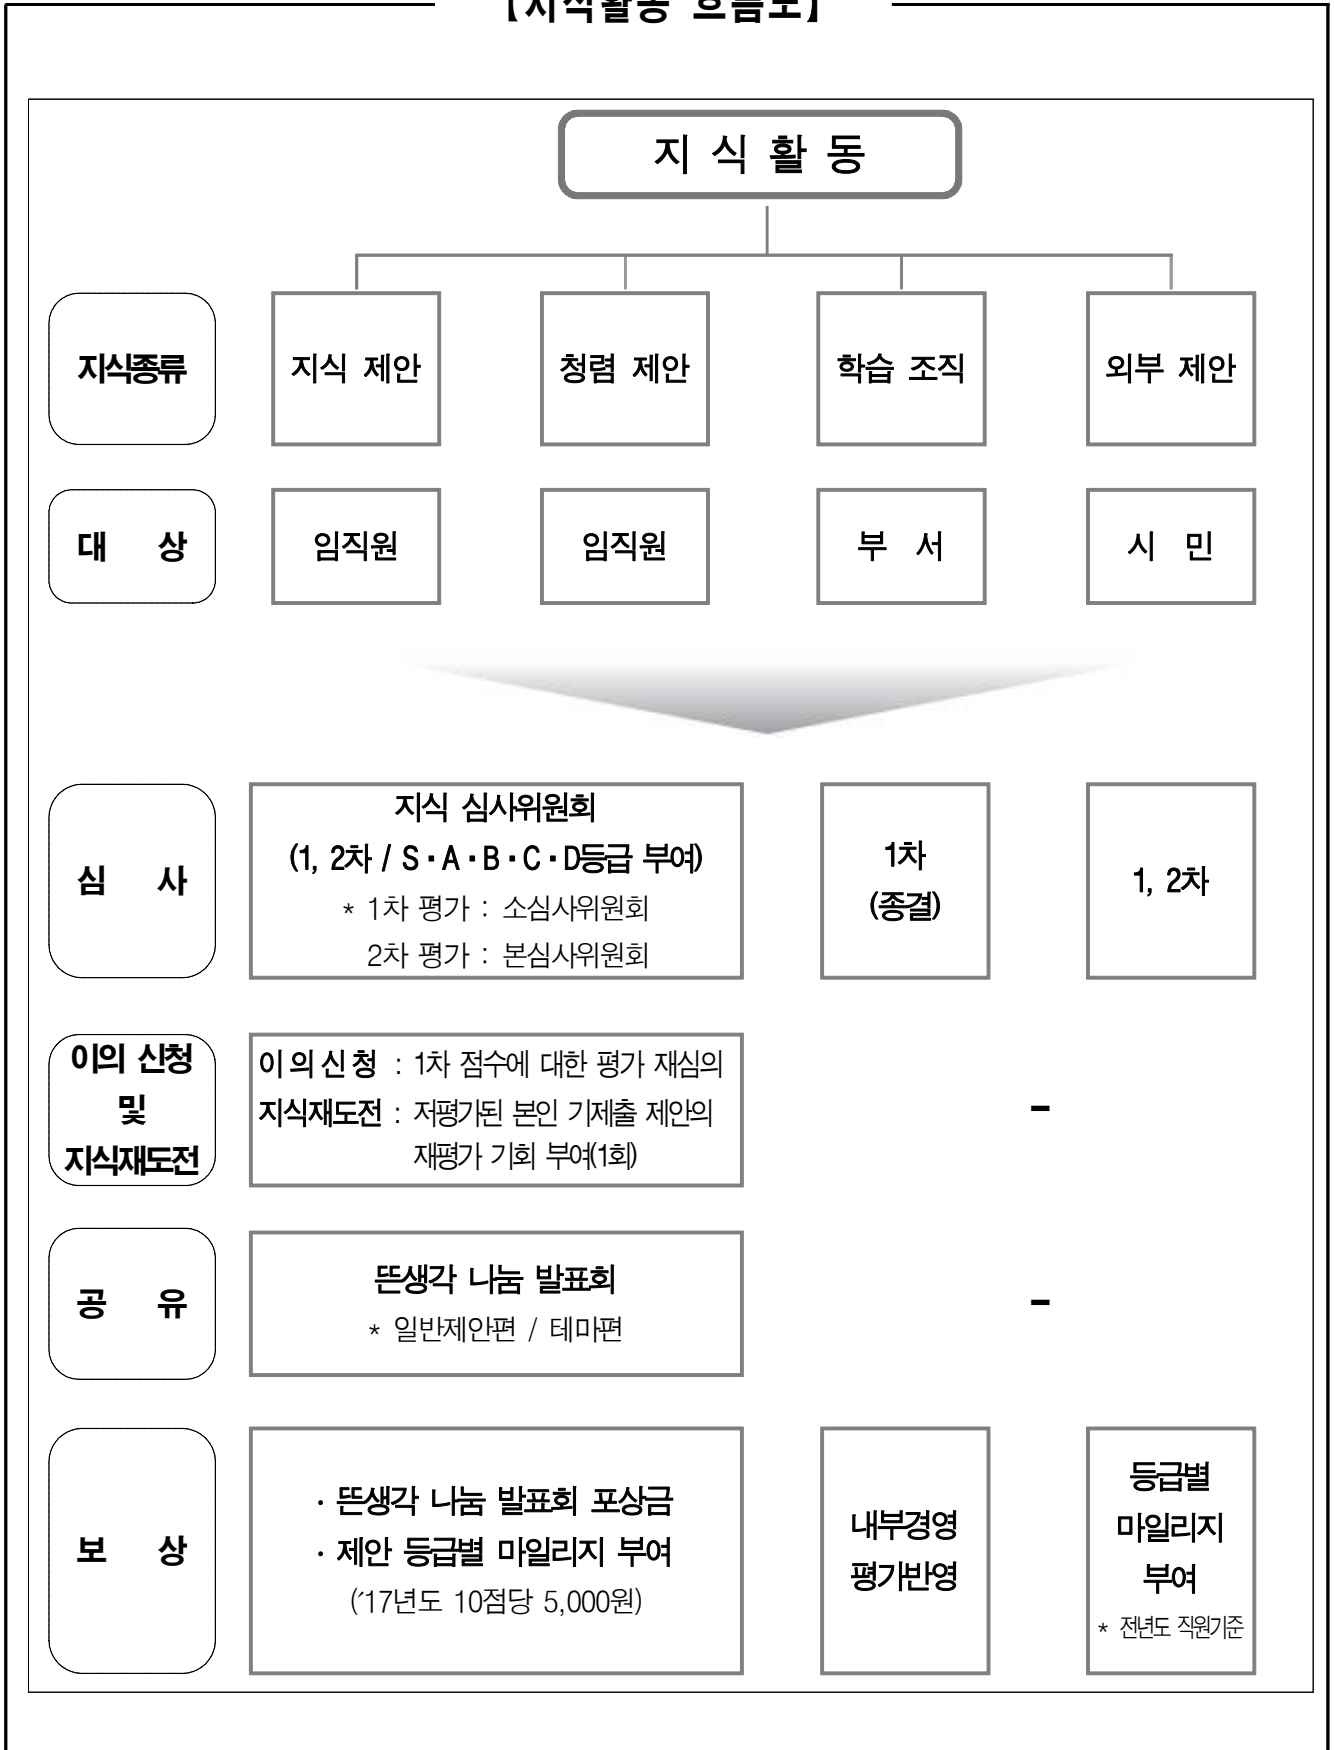 【지식활동 흐름도】
지 식 활 동
지식종류
지식 제안
청렴 제안
학습 조직
외부 제안
대 상
임직원
임직원
부 서
시 민
심 사
지식 심사위원회
(1, 2차 / S▪A▪B▪C▪D등급 부여)
* 1차 평가 : 소심사위원회
2차 평가 : 본심사위원회
1차
(종결)
1, 2차
이의 신청
및
지식재도전
이 의 신 청 : 1차 점수에 대한 평가 재심의
지식재도전 : 저평가된 본인 기제출 제안의
재평가 기회 부여(1회)
-
공 유
뜬생각 나눔 발표회
* 일반제안편 / 테마편
-
보 상
· 뜬생각 나눔 발표회 포상금
· 제안 등급별 마일리지 부여
(´17년도 10점당 5,000원)
내부경영
평가반영
등급별
마일리지
부여
* 전년도 직원기준